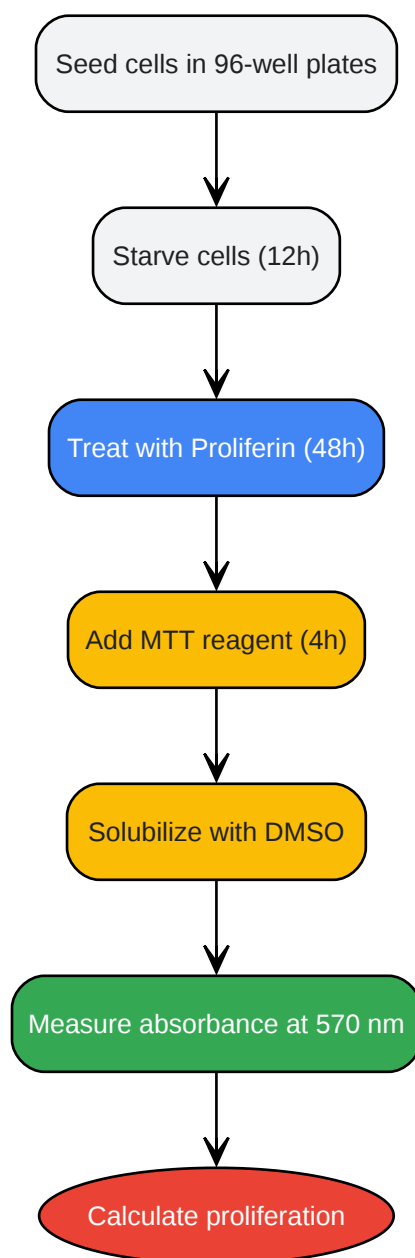 Seed cells in 96-well plates
Starve cells (12h)
Treat with Proliferin (48h)
Add MTT reagent (4h)
Solubilize with DMSO
Measure absorbance at 570 nm
Calculate proliferation